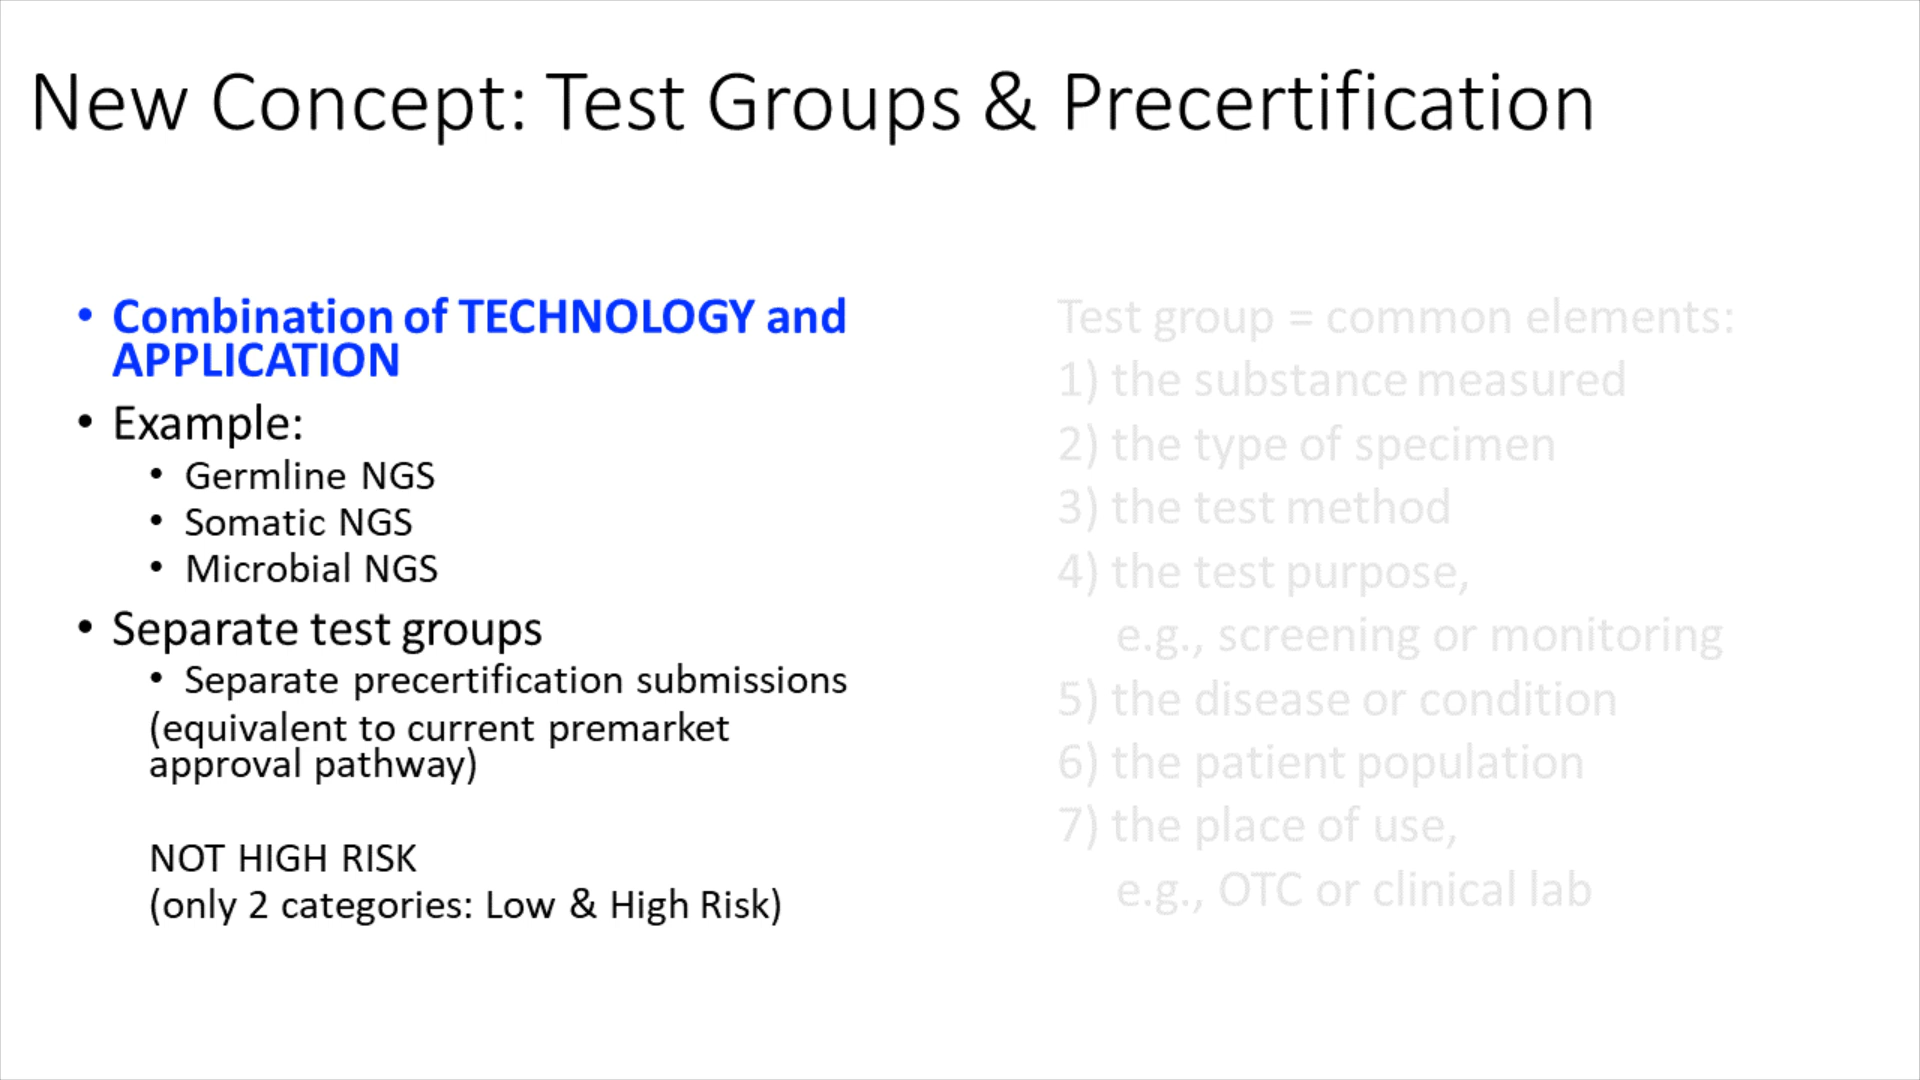 New Concept: Test Groups & Precertification
• Combination of TECHNOLOGY and
APPLICATION
• Example:
• Germline NGS
• Somatic NGS
• Microbial NGS
• Separate test groups
• Separate precertification submissions
(equivalent to current premarket
approval pathway)
NOT HIGH RISK
(only 2 categories: Low & High Risk)
Test group = common elements:
1) the substance measured
2) the type of specimen
3) the test method
4) the test purpose,
e.g., screening or monitoring
5) the disease or condition
6) the patient population
7) the place of use,
e.g., OTC or clinical lab